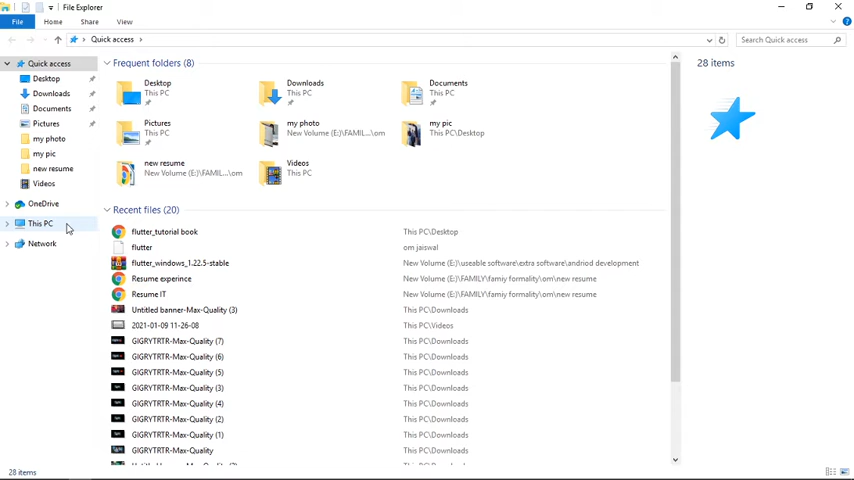 File Explorer
File
Home
Share
View
Quick access
Search Quick access
Quick access
Desktop
Downloads
Documents
Pictures
my photo
my pic
new resume
Videos
OneDrive
This PC
Network
Frequent folders (8)
Desktop
This PC
Downloads
This PC
Documents
This PC
Pictures
This PC
my photo
New Volume (E:)\FAMIL...\om
my pic
This PC\Desktop
new resume
New Volume (E:)\FAMIL...\om
Videos
This PC
Recent files (20)
flutter_tutorial book This PC\Desktop
flutter om jaiswal
flutter_windows_1.22.5-stable New Volume (E:)\useable software\extra software\andriod development
Resume experince New Volume (E:)\FAMILY\famiy formality\om\new resume
Resume IT New Volume (E:)\FAMILY\famiy formality\om\new resume
Untitled banner-Max-Quality (3) This PC\Downloads
2021-01-09 11-26-08 This PC\Videos
GIGRYTRTR-Max-Quality (7) This PC\Downloads
GIGRYTRTR-Max-Quality (6) This PC\Downloads
GIGRYTRTR-Max-Quality (5) This PC\Downloads
GIGRYTRTR-Max-Quality (3) This PC\Downloads
GIGRYTRTR-Max-Quality (4) This PC\Downloads
GIGRYTRTR-Max-Quality (2) This PC\Downloads
GIGRYTRTR-Max-Quality (1) This PC\Downloads
GIGRYTRTR-Max-Quality This PC\Downloads
28 items
28 items